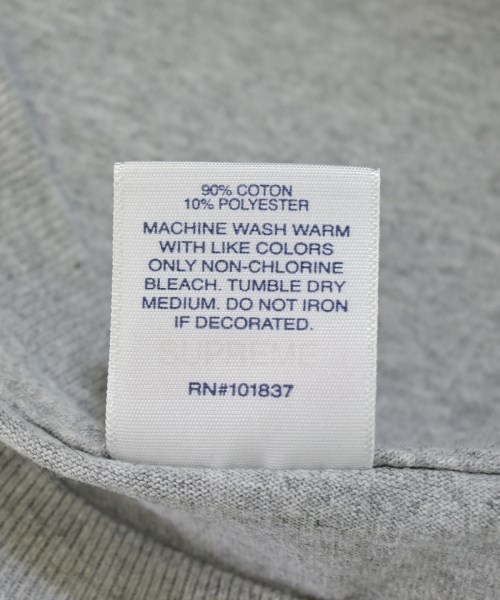 90% COTON
10% POLYESTER
MACHINE WASH WARM
WITH LIKE COLORS
ONLY NON-CHLORINE
BLEACH. TUMBLE DRY
MEDIUM. DO NOT IRON
IF DECORATED.
SUPREME
RN#101837